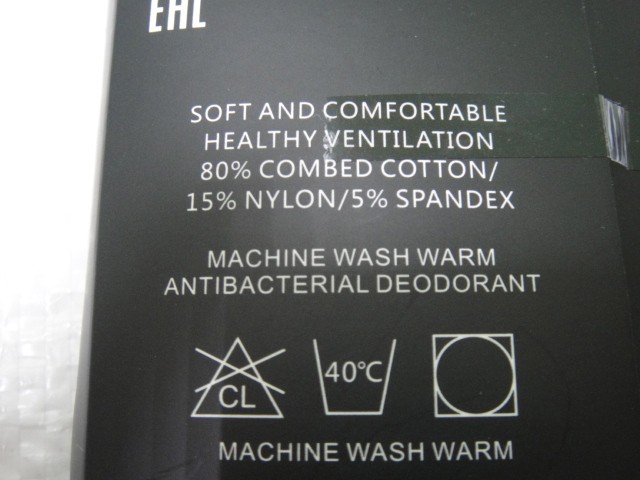 EAC
SOFT AND COMFORTABLE
HEALTHY VENTILATION
80% COMBED COTTON/
15% NYLON/5% SPANDEX
MACHINE WASH WARM
ANTIBACTERIAL DEODORANT
CL
40°C
MACHINE WASH WARM